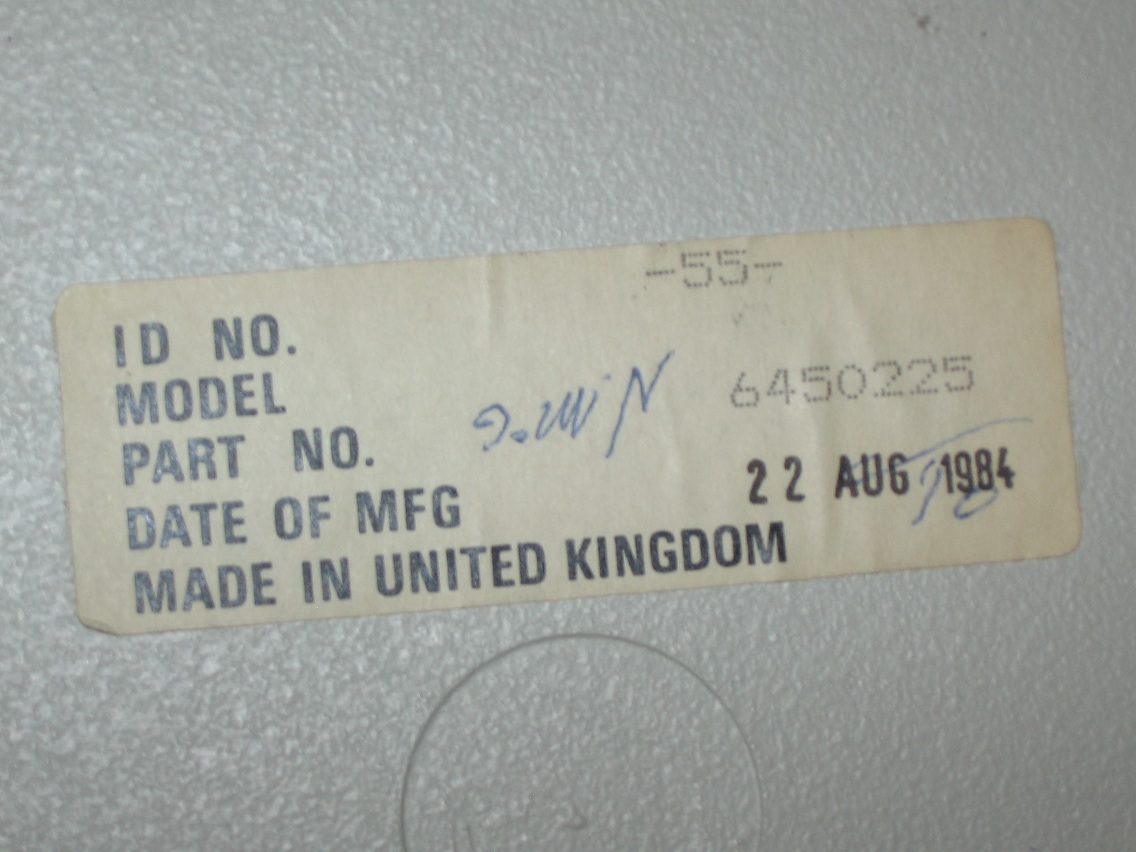 -55-
ID NO.
MODEL
PART NO. 6450225
DATE OF MFG 22 AUG 1984
MADE IN UNITED KINGDOM